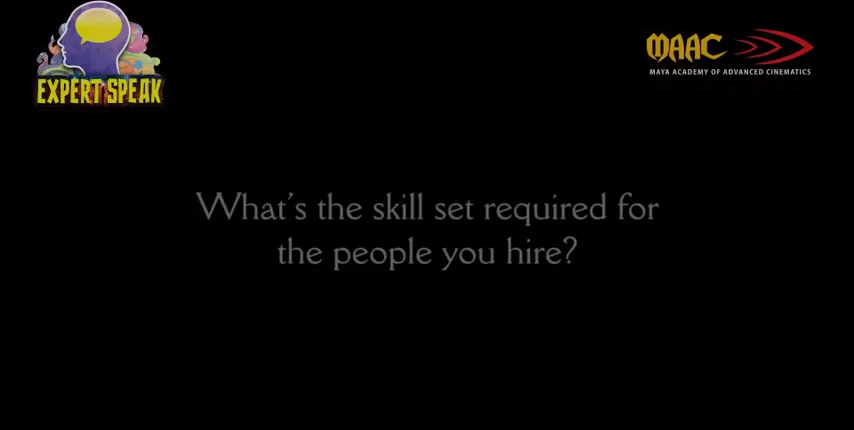 EXPERT SPEAK
MAAC
MAYA ACADEMY OF ADVANCED CINEMATICS
What's the skill set required for
the people you hire?